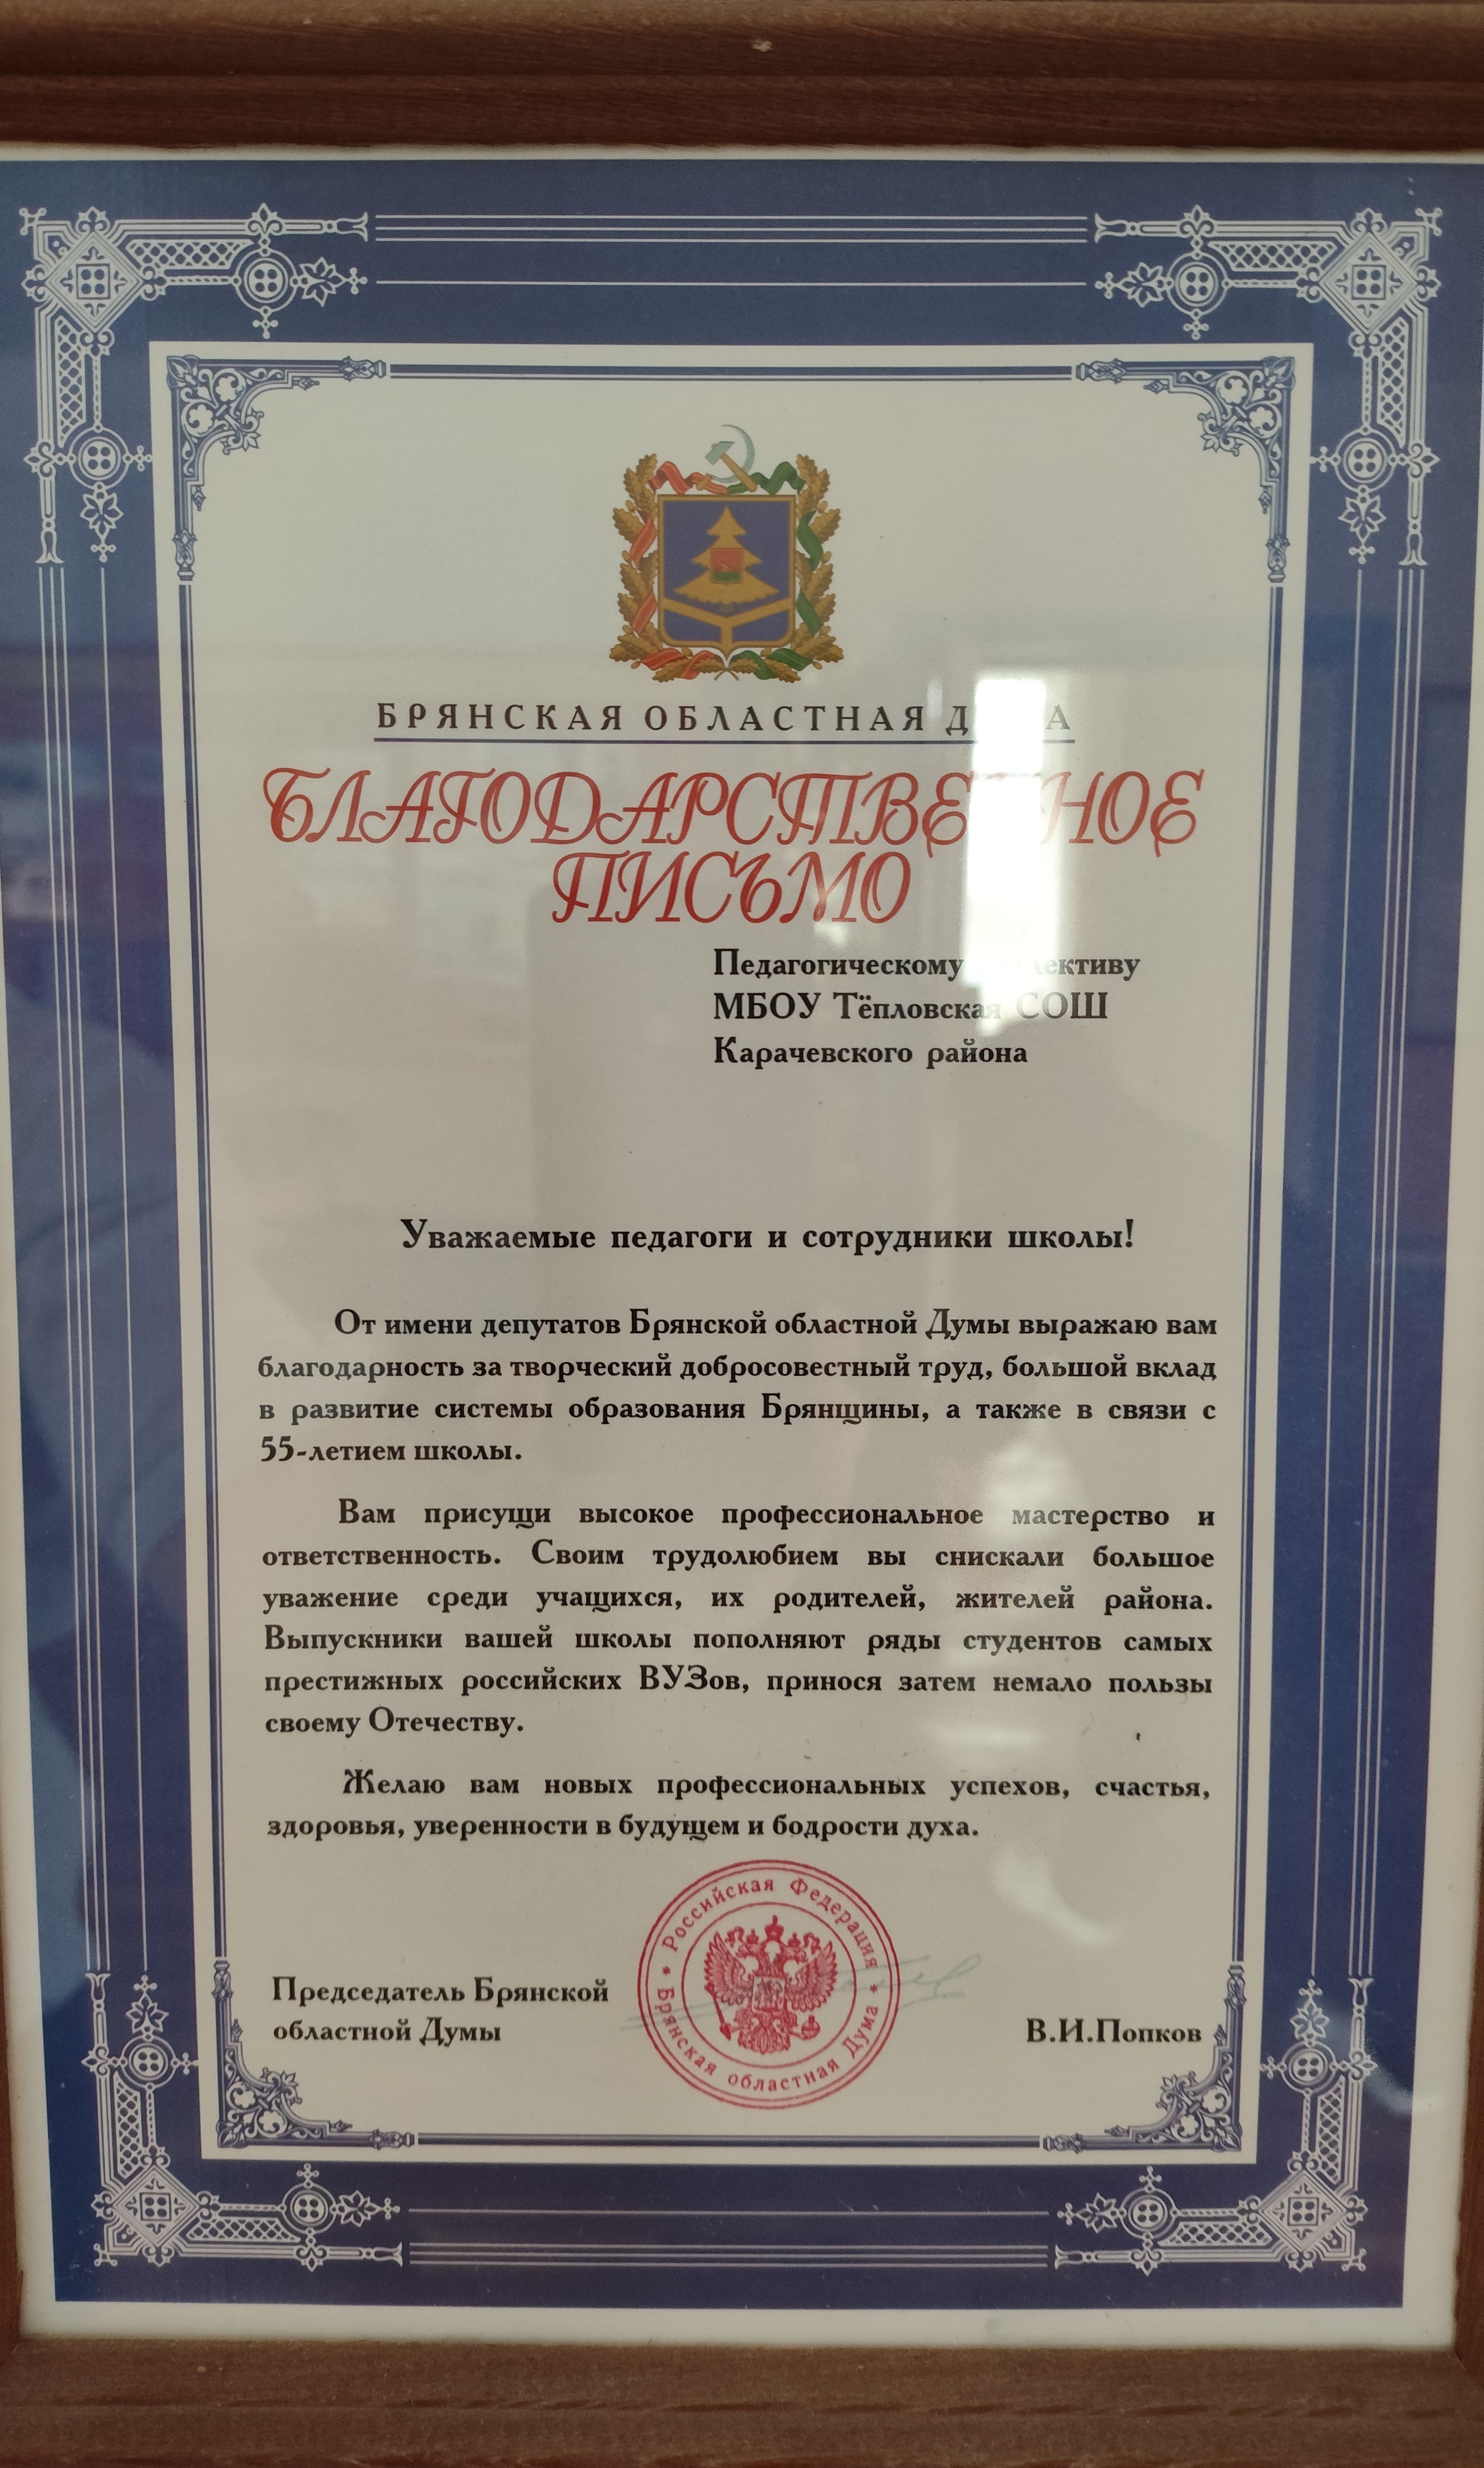 БРЯНСКАЯ ОБЛАСТНАЯ
БЛАГОДАРСТВЕННОЕ
ПИСЬМО
Педагогическому
МБОУ Тёпловская СОШ
Карачевского района
Уважаемые педагоги и сотрудники школы!
От имени депутатов Брянской областной Думы выражаю вам
благодарность за творческий добросовестный труд, большой вклад
в развитие системы образования Брянщины, а также в связи с
55-летием школы.
Вам присущи высокое профессиональное мастерство и
ответственность. Своим трудолюбием вы снискали большое
уважение среди учащихся, их родителей, жителей района.
Выпускники вашей школы пополняют ряды студентов самых
престижных российских ВУЗов, принося затем немало пользы
своему Отечеству.
Желаю вам новых профессиональных успехов, счастья,
здоровья, уверенности в будущем и бодрости духа.
* Российская Федерация *
Брянская областная Дума
Председатель Брянской
областной Думы
В.И.Попков